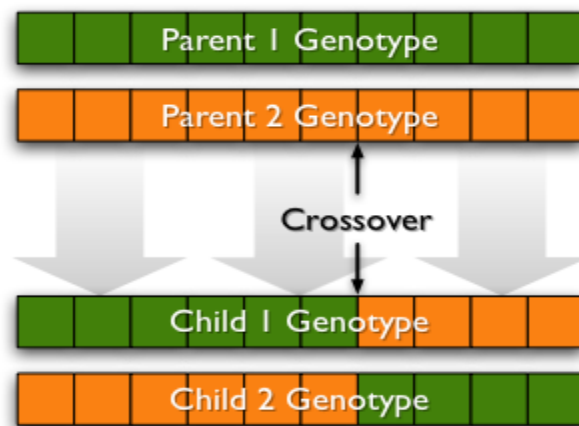 Parent 1 Genotype
Parent 2 Genotype
Crossover
Child 1 Genotype
Child 2 Genotype